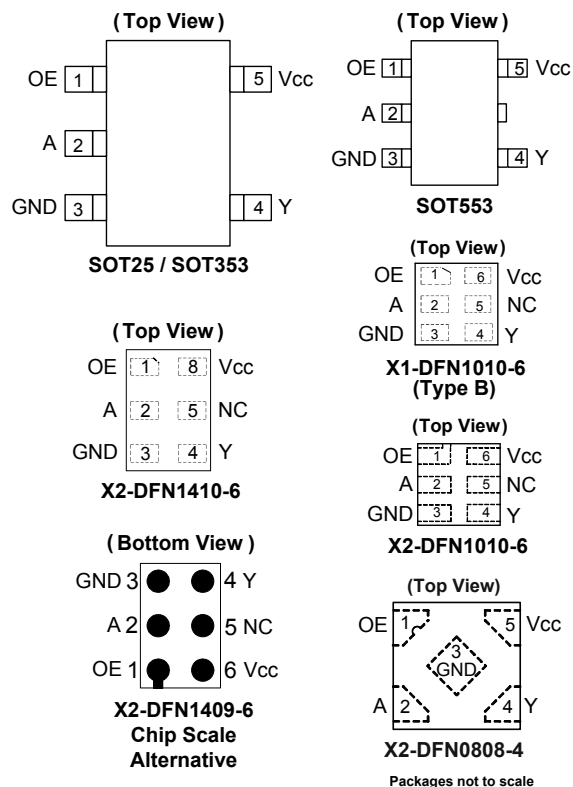 (Top View)
OE 1 5 Vcc
A 2
GND 3 4 Y
SOT25 / SOT353
(Top View)
OE 1 5 Vcc
A 2
GND 3 4 Y
SOT553
(Top View)
OE 1 6 Vcc
A 2 5 NC
GND 3 4 Y
X1-DFN1010-6
(Type B)
(Top View)
OE 1 8 Vcc
A 2 5 NC
GND 3 4 Y
X2-DFN1410-6
(Top View)
OE 1 6 Vcc
A 2 5 NC
GND 3 4 Y
X2-DFN1010-6
(Bottom View)
GND 3 4 Y
A 2 5 NC
OE 1 6 Vcc
X2-DFN1409-6
Chip Scale
Alternative
(Top View)
OE 1 5 Vcc
3
GND
A 2 4 Y
X2-DFN0808-4
Packages not to scale